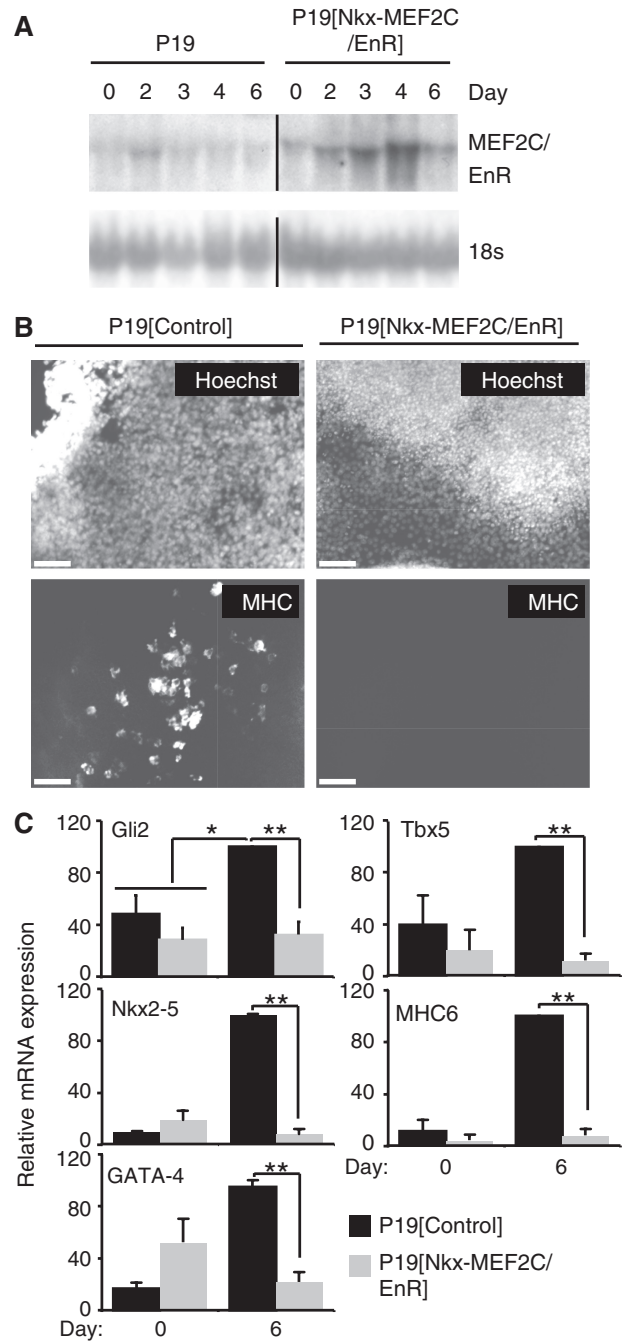 A
P19
P19[Nkx-MEF2C
/EnR]
0 2 3 4 6 0 2 3 4 6 Day
MEF2C/
EnR
18s
B
P19[Control] P19[Nkx-MEF2C/EnR]
Hoechst Hoechst
MHC MHC
C
Relative mRNA expression
120
80
40
0
Gli2
* **
120
80
40
0
Tbx5
**
120
80
40
0
Nkx2-5
**
120
80
40
0
MHC6
**
Day: 0 6
120
80
40
0
GATA-4
**
Day: 0 6
P19[Control]
P19[Nkx-MEF2C/
EnR]